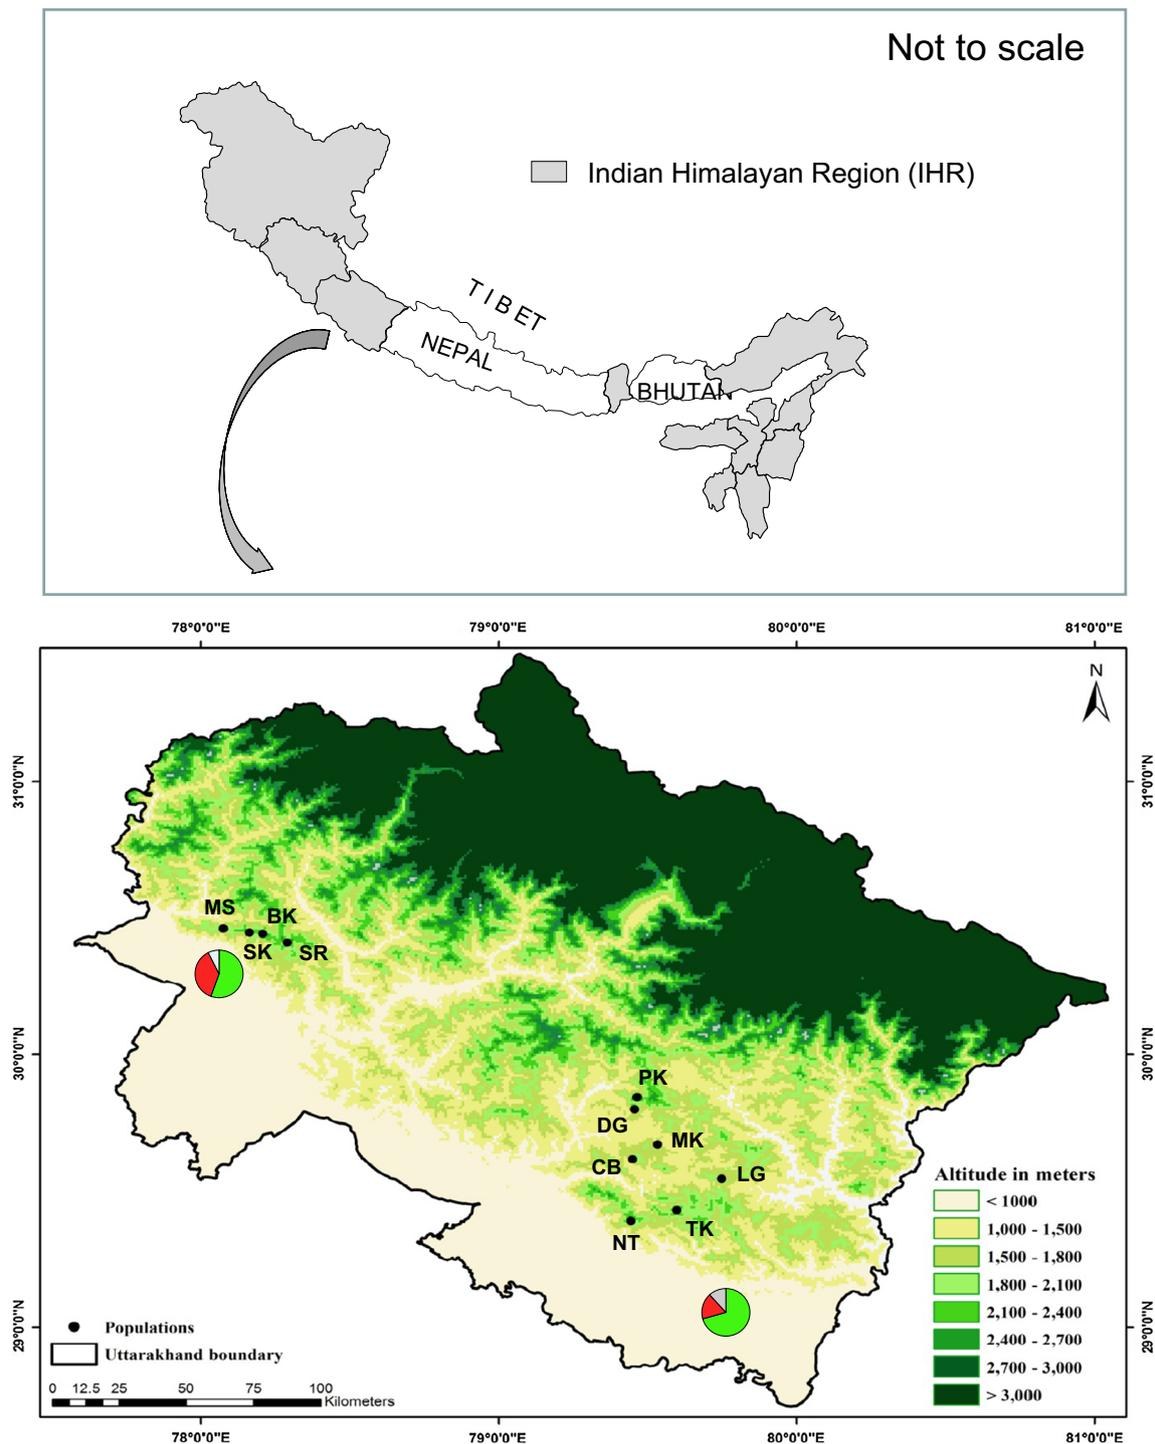 Not to scale
Indian Himalayan Region (IHR)
TIBET
NEPAL
BHUTAN
78°0'0"E 79°0'0"E 80°0'0"E 81°0'0"E
N
31°0'0"N 31°0'0"N
MS BK
SK SR
30°0'0"N 30°0'0"N
PK
DG
MK
CB
LG
TK
NT
Altitude in meters
< 1000
1,000 - 1,500
1,500 - 1,800
1,800 - 2,100
2,100 - 2,400
2,400 - 2,700
2,700 - 3,000
> 3,000
29°0'0"N 29°0'0"N
Populations
Uttarakhand boundary
0 12.5 25 50 75 100
Kilometers
78°0'0"E 79°0'0"E 80°0'0"E 81°0'0"E